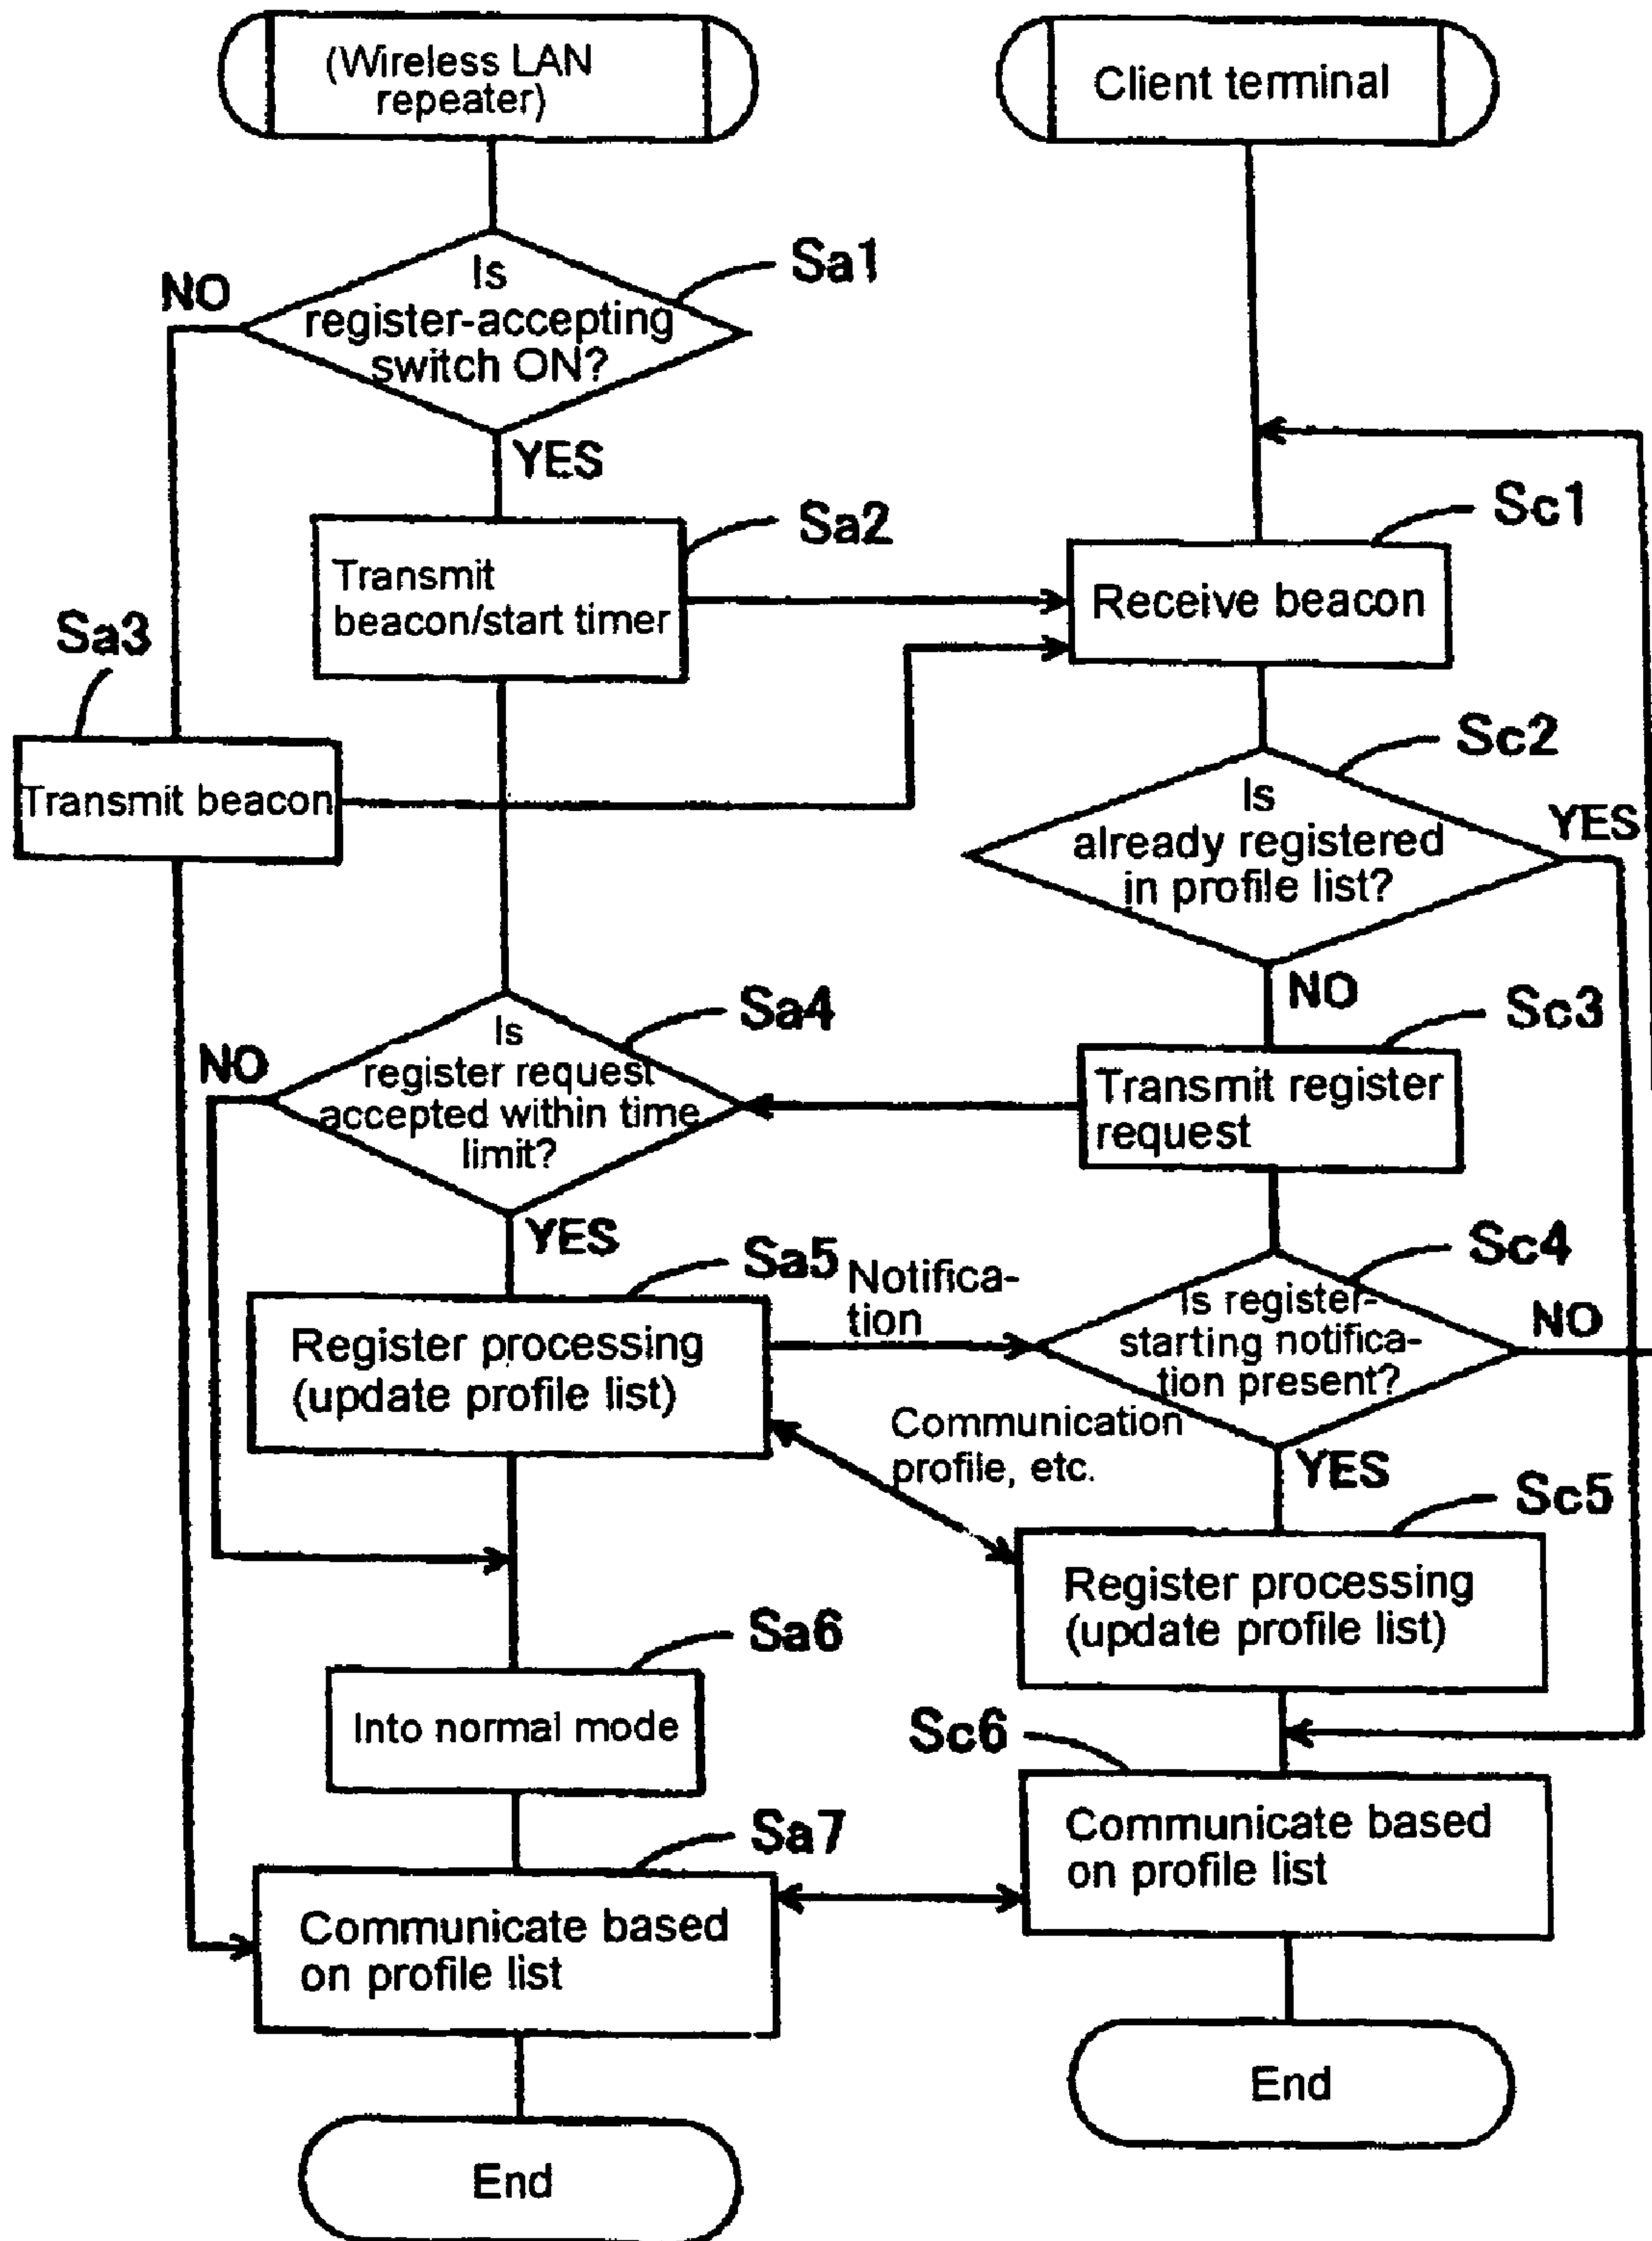 (Wireless LAN
repeater)
Client terminal
Is
register-accepting
switch ON?
Sa1
NO
YES
Transmit
beacon/start timer
Sa2
Receive beacon
Sc1
Sa3
Transmit beacon
Sc2
Is
already registered
in profile list?
YES
NO
Sa4
Is
register request
accepted within time
limit?
NO
YES
Sc3
Transmit register
request
Sa5
Register processing
(update profile list)
Notifica-
tion
Sc4
Is register-
starting notifica-
tion present?
NO
YES
Communication
profile, etc.
Sc5
Register processing
(update profile list)
Sa6
Into normal mode
Sc6
Communicate based
on profile list
Sa7
Communicate based
on profile list
End
End